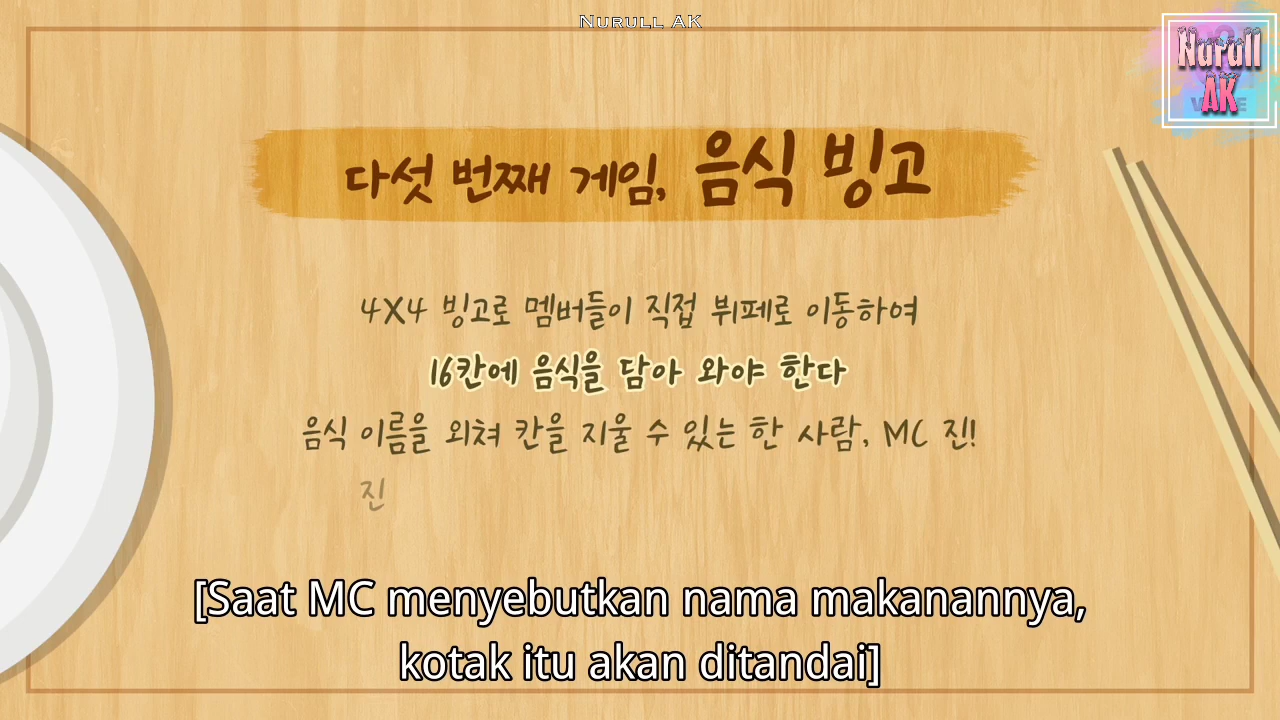 NURULL AK
Nurull
AK
다섯 번째 게임, 음식 빙고
4X4 빙고로 멤버들이 직접 뷔페로 이동하여
16칸에 음식을 담아 와야 한다
음식 이름을 외쳐 칸을 지울 수 있는 한 사람, MC 진!
진
[Saat MC menyebutkan nama makanannya,
kotak itu akan ditandai]